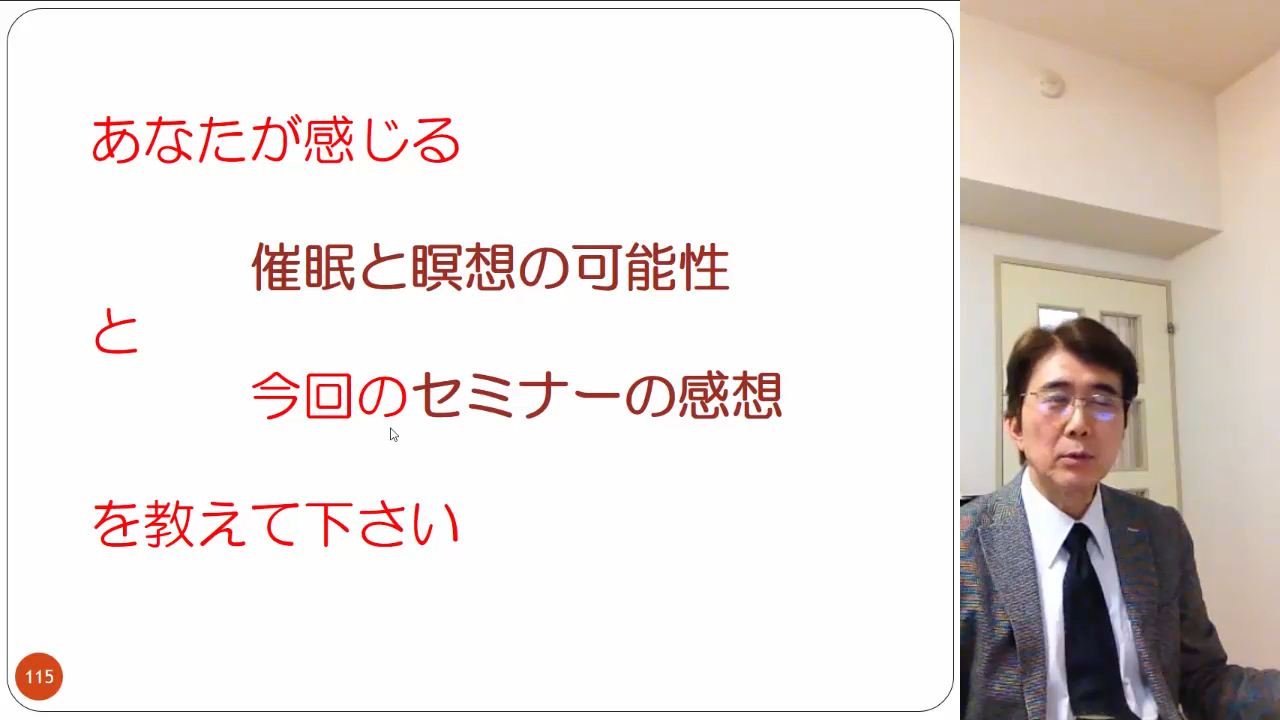 あなたが感じる
催眠と瞑想の可能性
と
今回のセミナーの感想
を教えて下さい
115